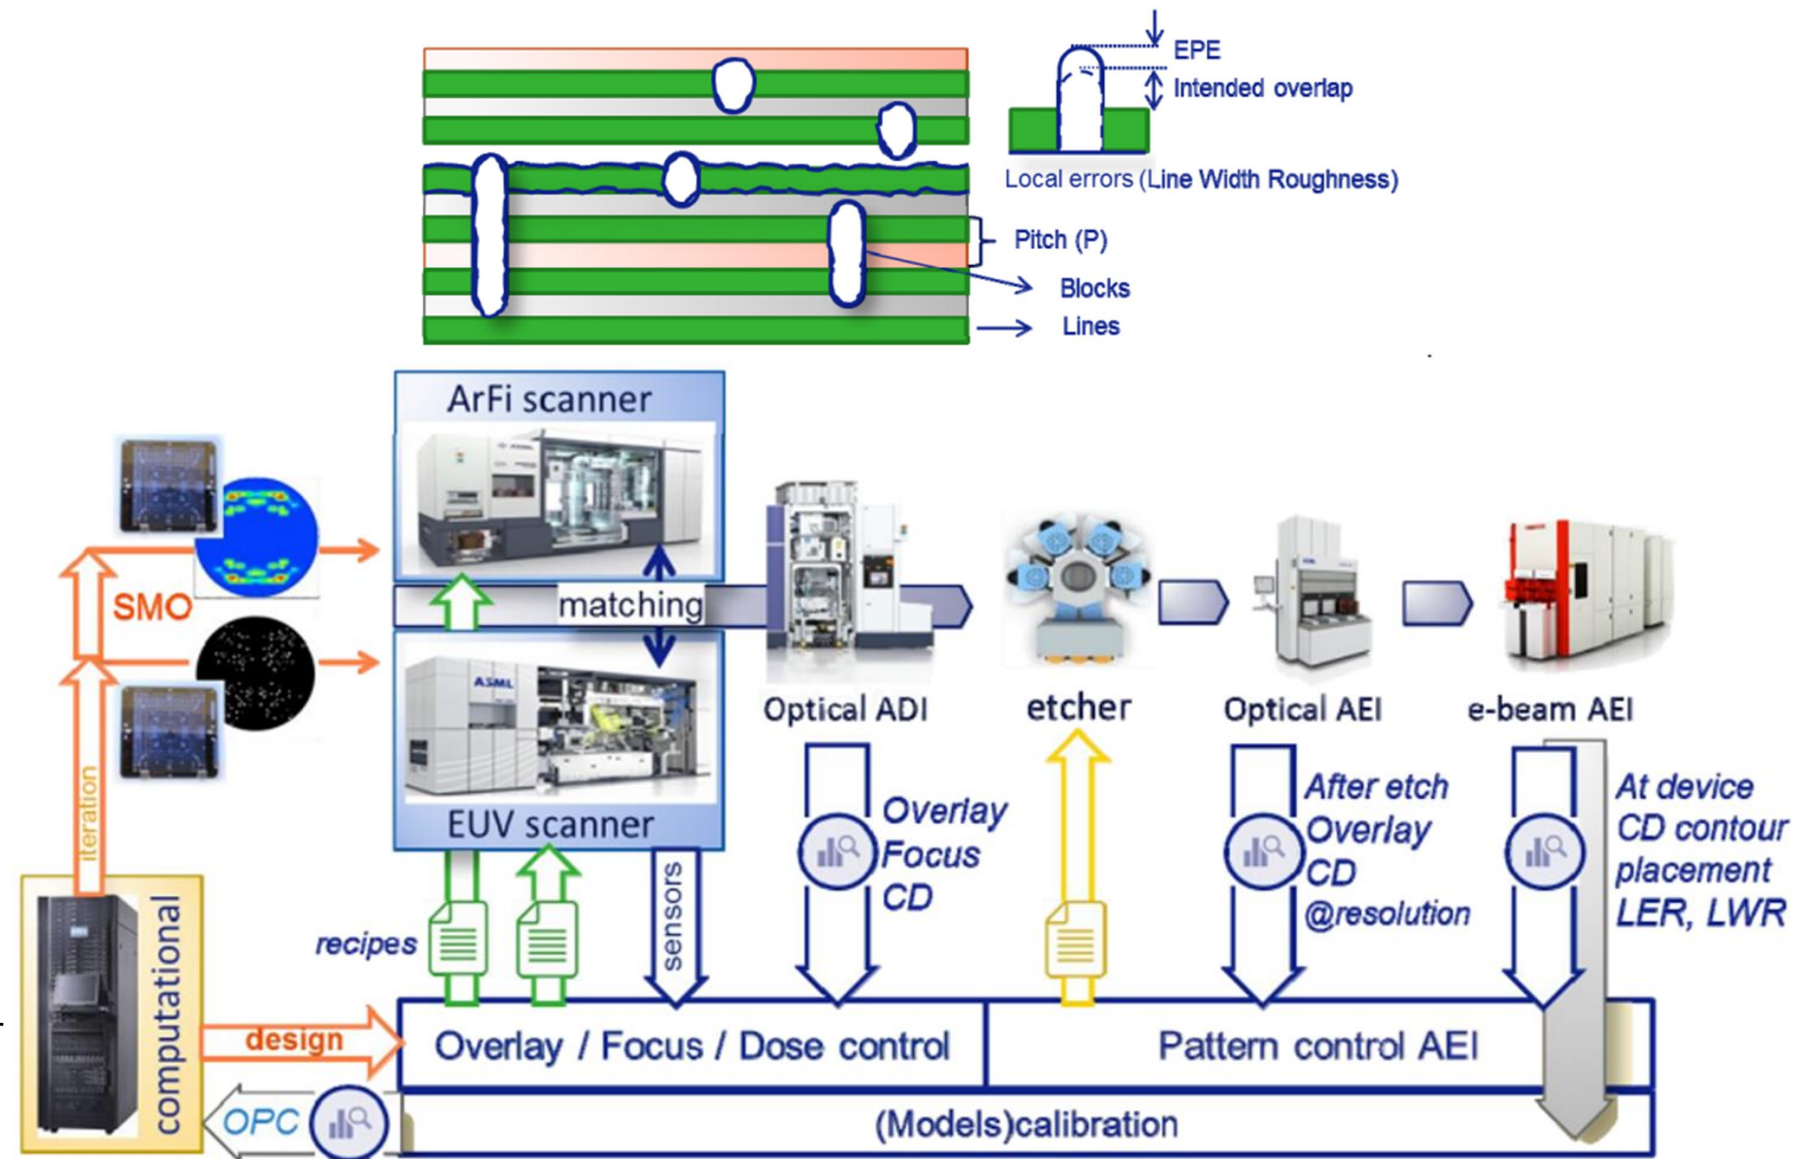 EPE
Intended overlap
Local errors (Line Width Roughness)
Pitch (P)
Blocks
Lines
ArFi scanner
SMO
matching
ASML
Optical ADI
etcher
Optical AEI
e-beam AEI
iteration
EUV scanner
Overlay
Focus
CD
After etch
Overlay
CD
@resolution
At device
CD contour
placement
LER, LWR
recipes
sensors
computational
design
Overlay / Focus / Dose control
Pattern control AEI
OPC
(Models)calibration